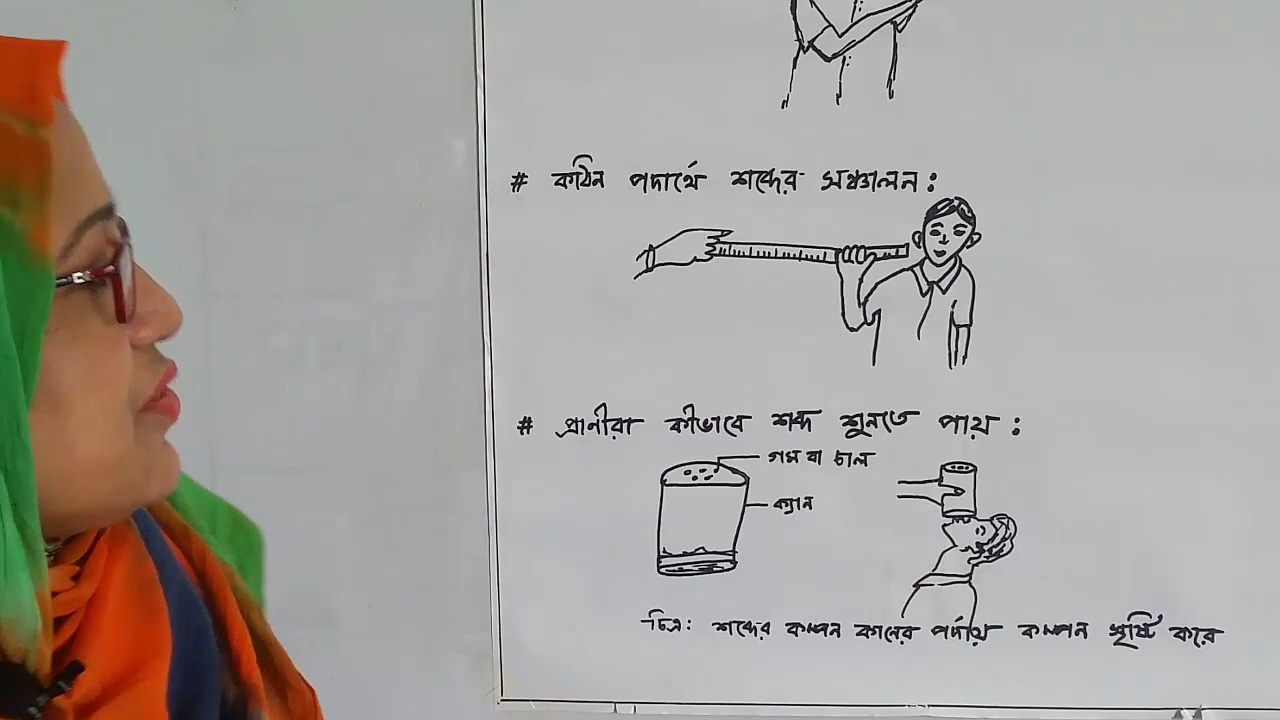 # কঠিন পদার্থে শব্দের সঞ্চালন:
# প্রাণীরা কীভাবে শব্দ শুনতে পায়:
গম বা চাল
ক্যান
চিত্র: শব্দের কম্পন কানের পর্দায় কম্পন সৃষ্টি করে